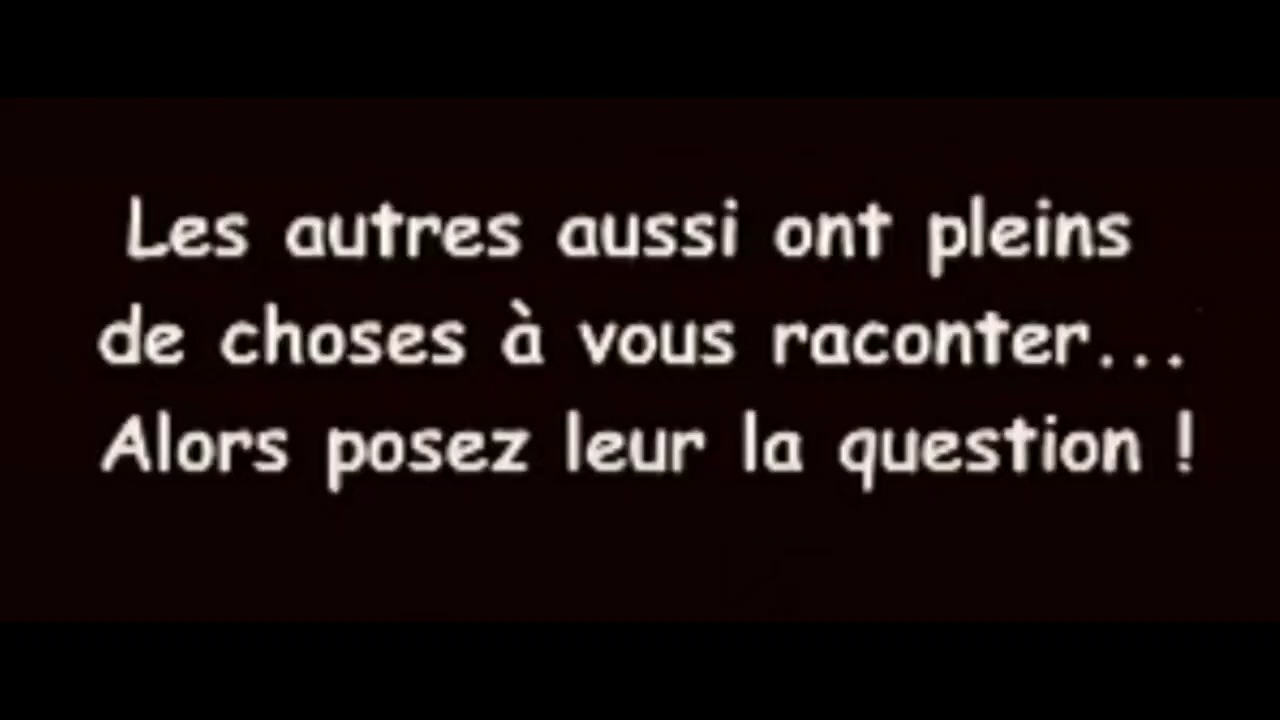 Les autres aussi ont pleins
de choses à vous raconter...
Alors posez leur la question !